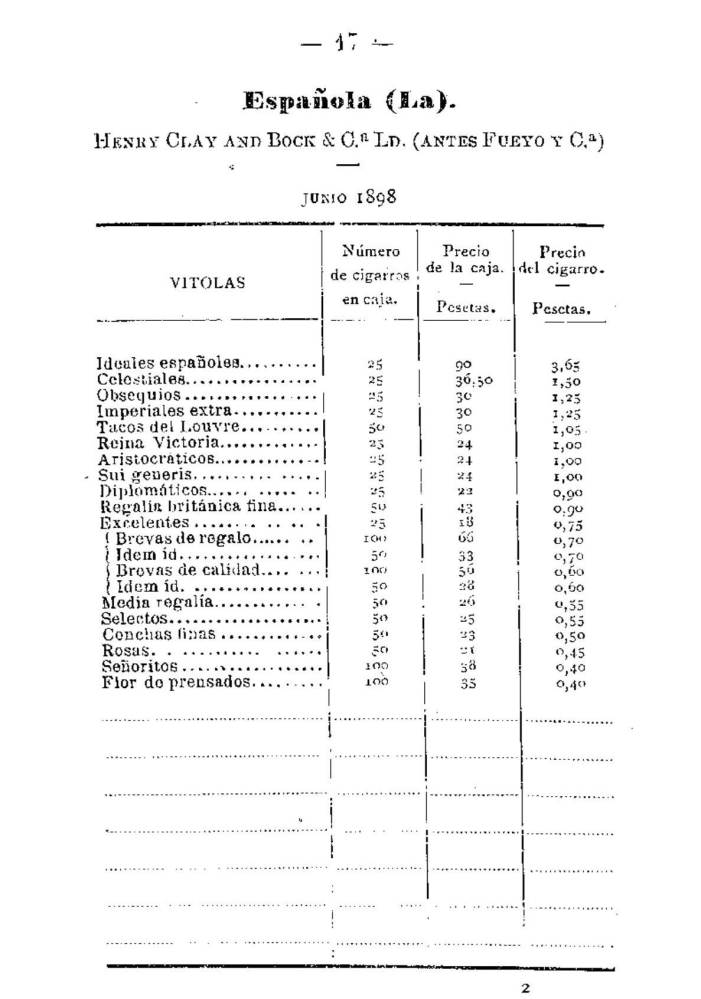 — 17 —
Española (La).
HENRY CLAY AND BOCK & C.ª LD. (ANTES FUEYO Y C.ª)
JUNIO 1898
VITOLAS | Número de cigarros en caja. | Precio de la caja. — Pesetas. | Precio del cigarro. — Pesetas.
Ideales españoles.......... 25 90 3,65
Celestiales................. 25 36,50 1,50
Obsequios.................. 25 30 1,25
Imperiales extra........... 25 30 1,25
Tacos del Louvre.......... 50 50 1,05
Reina Victoria............. 25 24 1,00
Aristocráticos.............. 25 24 1,00
Sui generis................ 25 24 1,00
Diplomáticos............... 25 22 0,90
Regalía británica fina...... 50 43 0,90
Excelentes................. 25 18 0,75
{ Brevas de regalo......... 100 66 0,70
{ Idem id.................. 50 33 0,70
{ Brevas de calidad........ 100 56 0,60
{ Idem id. ................ 50 28 0,60
Media regalía.............. 50 26 0,55
Selectos.................... 50 25 0,55
Conchas finas ............. 50 23 0,50
Rosas...................... 50 21 0,45
Señoritos................... 100 38 0,40
Flor de prensados......... 100 35 0,40
2